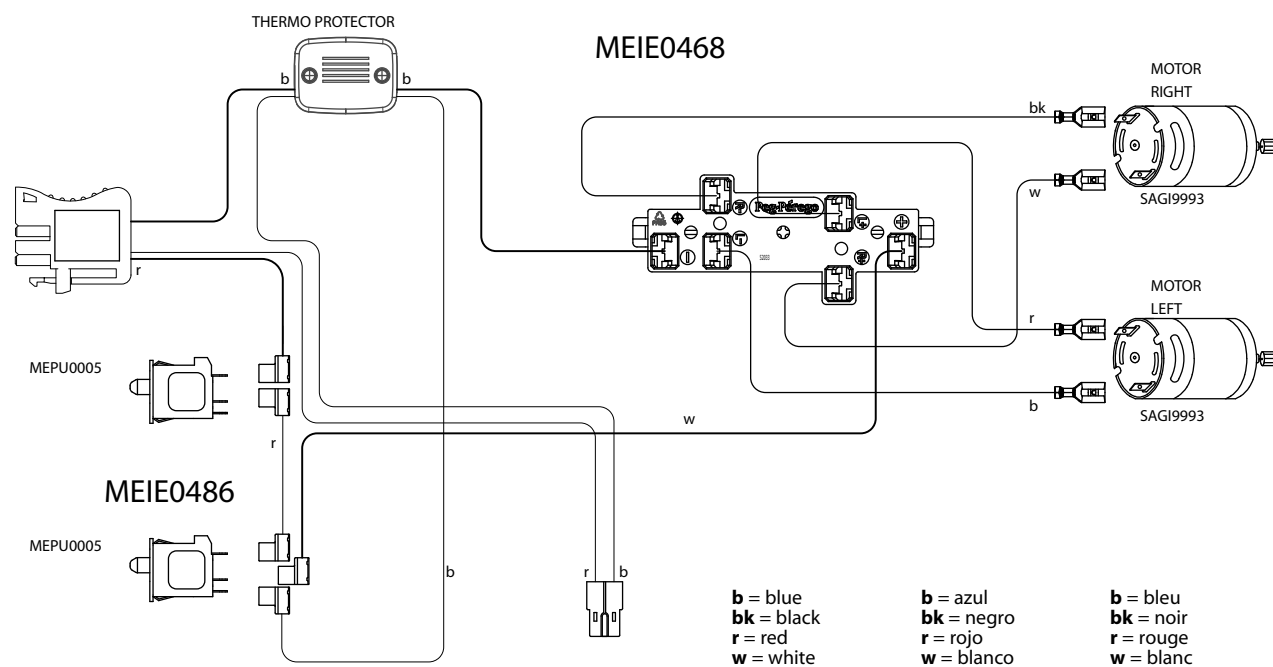 THERMO PROTECTOR
MEIE0468
MOTOR
RIGHT
b
b
bk
w
SAGI9993
Peg-Pérego
R-
L+
L-
R+
52033
r
MOTOR
LEFT
r
b
SAGI9993
MEPU0005
w
r
MEIE0486
MEPU0005
r
b
b
b = blue
bk = black
r = red
w = white
b = azul
bk = negro
r = rojo
w = blanco
b = bleu
bk = noir
r = rouge
w = blanc